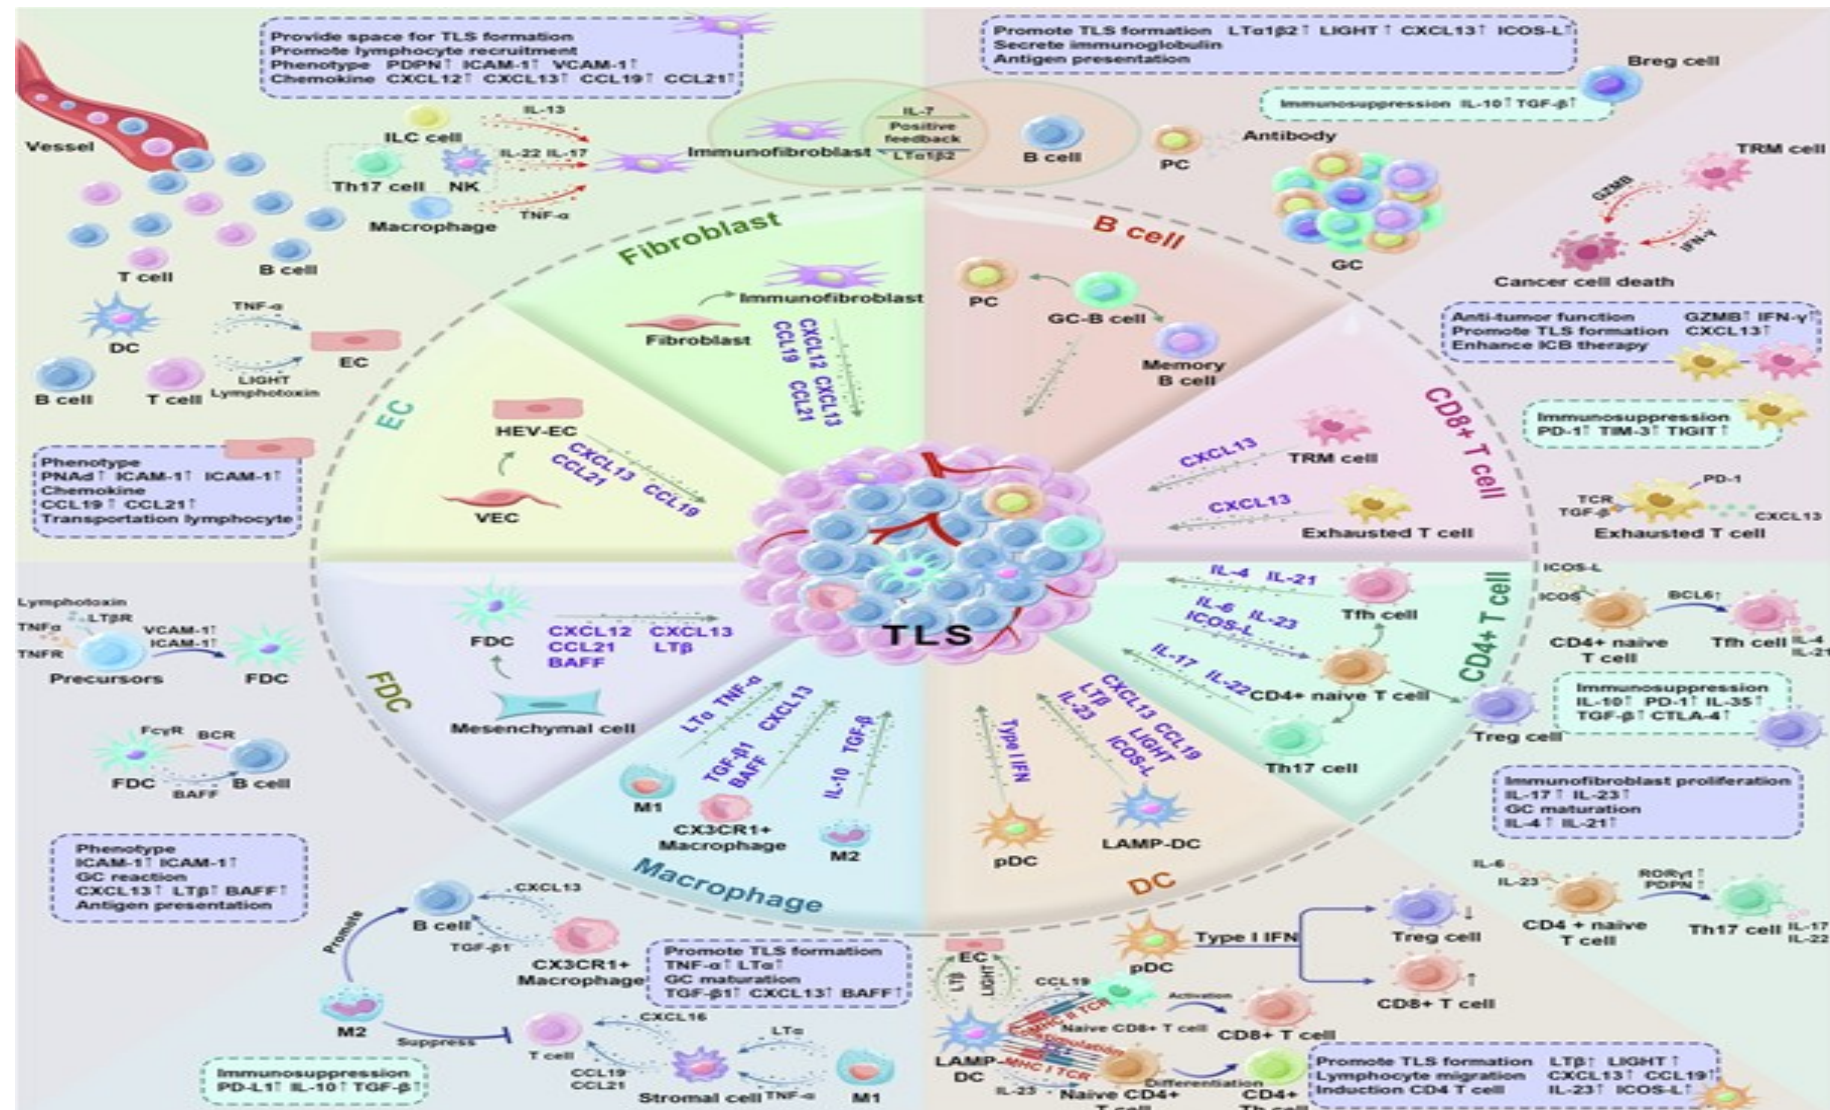 Provide space for TLS formation
Promote lymphocyte recruitment
Phenotype PDPN↑ ICAM-1↑ VCAM-1↑
Chemokine CXCL12↑ CXCL13↑ CCL19↑ CCL21↑
Promote TLS formation LTα1β2↑ LIGHT↑ CXCL13↑ ICOS-L↑
Secrete immunoglobulin
Antigen presentation
Breg cell
Immunosuppression IL-10↑ TGF-β↑
Vessel
ILC cell
IL-13
Th17 cell
NK
IL-22 IL-17
Macrophage
TNF-α
Immunofibroblast
IL-7
Positive
feedback
LTα1β2
B cell
PC
Antibody
GC
TRM cell
GZMB
IFN-γ
Cancer cell death
T cell
B cell
DC
TNF-α
EC
B cell
T cell
LIGHT
Lymphotoxin
Phenotype
PNAd↑ ICAM-1↑ ICAM-1↑
Chemokine
CCL19↑ CCL21↑
Transportation lymphocyte
Anti-tumor function GZMB↑ IFN-γ↑
Promote TLS formation CXCL13↑
Enhance ICB therapy
Immunosuppression
PD-1↑ TIM-3↑ TIGIT↑
TCR
TGF-β
PD-1
CXCL13
Exhausted T cell
Fibroblast
Immunofibroblast
Fibroblast
CXCL12 CXCL13
CCL19 CCL21
B cell
PC
GC-B cell
Memory
B cell
EC
HEV-EC
VEC
CXCL13 CCL19
CCL21
CD8+ T cell
CXCL13
TRM cell
CXCL13
Exhausted T cell
TLS
FDC
FDC
CXCL12 CXCL13
CCL21 LTβ
BAFF
Mesenchymal cell
CD4+ T cell
IL-4 IL-21
Tfh cell
IL-6 IL-23
ICOS-L
CD4+ naive T cell
IL-17 IL-22
Th17 cell
Treg cell
Macrophage
LTα TNF-α
M1
TGF-β1 CXCL13
BAFF
CX3CR1+
Macrophage
IL-10 TGF-β
M2
DC
Type I IFN
pDC
CXCL13 CCL19
LTβ LIGHT
IL-23 ICOS-L
LAMP-DC
Lymphotoxin
LTβR
TNFα
TNFR
VCAM-1↑
ICAM-1↑
Precursors
FDC
FcγR
BCR
FDC
B cell
BAFF
Phenotype
ICAM-1↑ ICAM-1↑
GC reaction
CXCL13↑ LTβ↑ BAFF↑
Antigen presentation
ICOS-L
ICOS
BCL6↑
CD4+ naive
T cell
Tfh cell
IL-4
IL-21
Immunosuppression
IL-10↑ PD-1↑ IL-35↑
TGF-β↑ CTLA-4↑
Immunofibroblast proliferation
IL-17↑ IL-23↑
GC maturation
IL-4↑ IL-21↑
IL-6
IL-23
RORγt↑
PDPN↑
CD4 + naive
T cell
Th17 cell
IL-17
IL-22
Promote
B cell
CXCL13
TGF-β1
CX3CR1+
Macrophage
M2
Suppress
T cell
CXCL16
CCL19
CCL21
Stromal cell
LTα
TNF-α
M1
Immunosuppression
PD-L1↑ IL-10↑ TGF-β↑
Promote TLS formation
TNF-α↑ LTα↑
GC maturation
TGF-β1↑ CXCL13↑ BAFF↑
EC
LTβ
LIGHT
pDC
Type I IFN
Treg cell
↓
CD8+ T cell
↑
CCL19
MHC II TCR
Naive CD8+ T cell
Activation
CD8+ T cell
LAMP-
DC
MHC I TCR
IL-23
Naive CD4+
T cell
Differentiation
CD4+
Th cell
Promote TLS formation LTβ↑ LIGHT↑
Lymphocyte migration CXCL13↑ CCL19↑
Induction CD4 T cell IL-23↑ ICOS-L↑